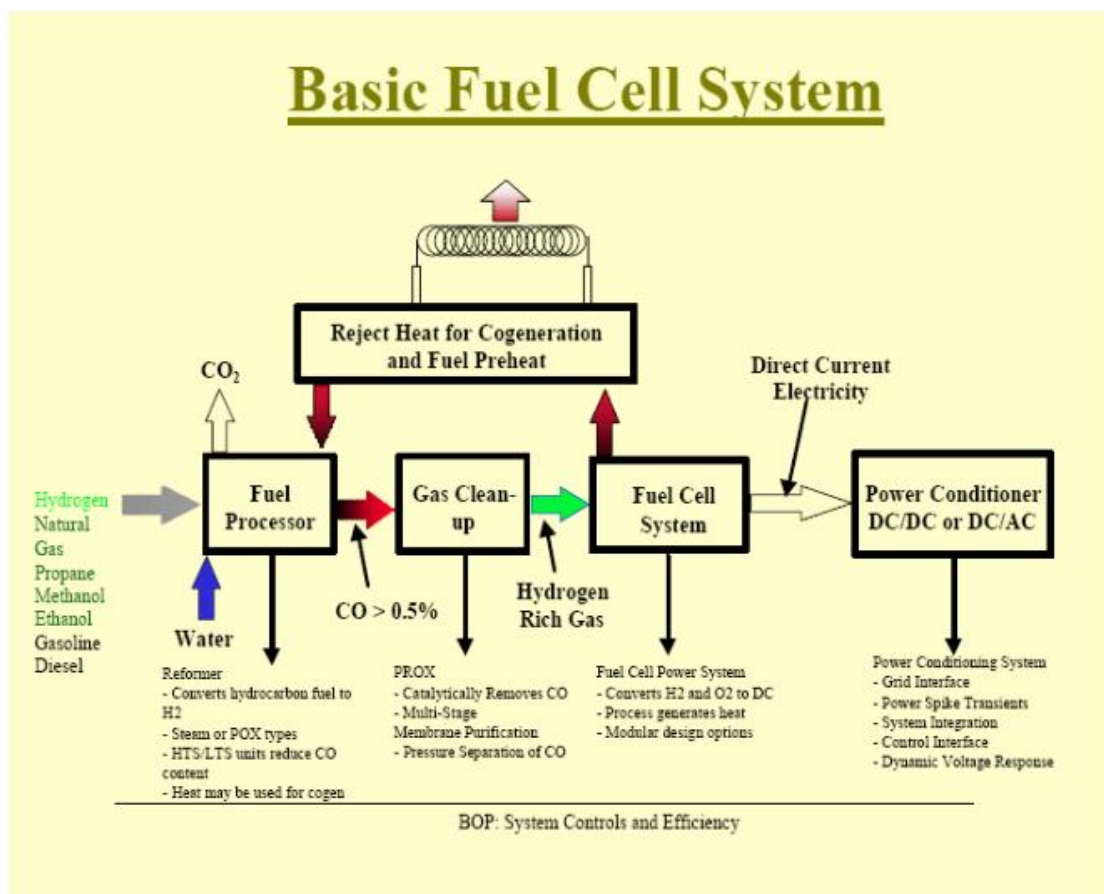 Basic Fuel Cell System
Reject Heat for Cogeneration
and Fuel Preheat
CO₂
Direct Current
Electricity
Hydrogen
Natural
Gas
Propane
Methanol
Ethanol
Gasoline
Diesel
Fuel
Processor
Gas Clean-
up
Fuel Cell
System
Power Conditioner
DC/DC or DC/AC
Water
CO > 0.5%
Hydrogen
Rich Gas
Reformer
- Converts hydrocarbon fuel to
H2
- Steam or POX types
- HTS/LTS units reduce CO
content
- Heat may be used for cogen
PROX
- Catalytically Removes CO
- Multi-Stage
Membrane Purification
- Pressure Separation of CO
Fuel Cell Power System
- Converts H2 and O2 to DC
- Process generates heat
- Modular design options
Power Conditioning System
- Grid Interface
- Power Spike Transients
- System Integration
- Control Interface
- Dynamic Voltage Response
BOP: System Controls and Efficiency